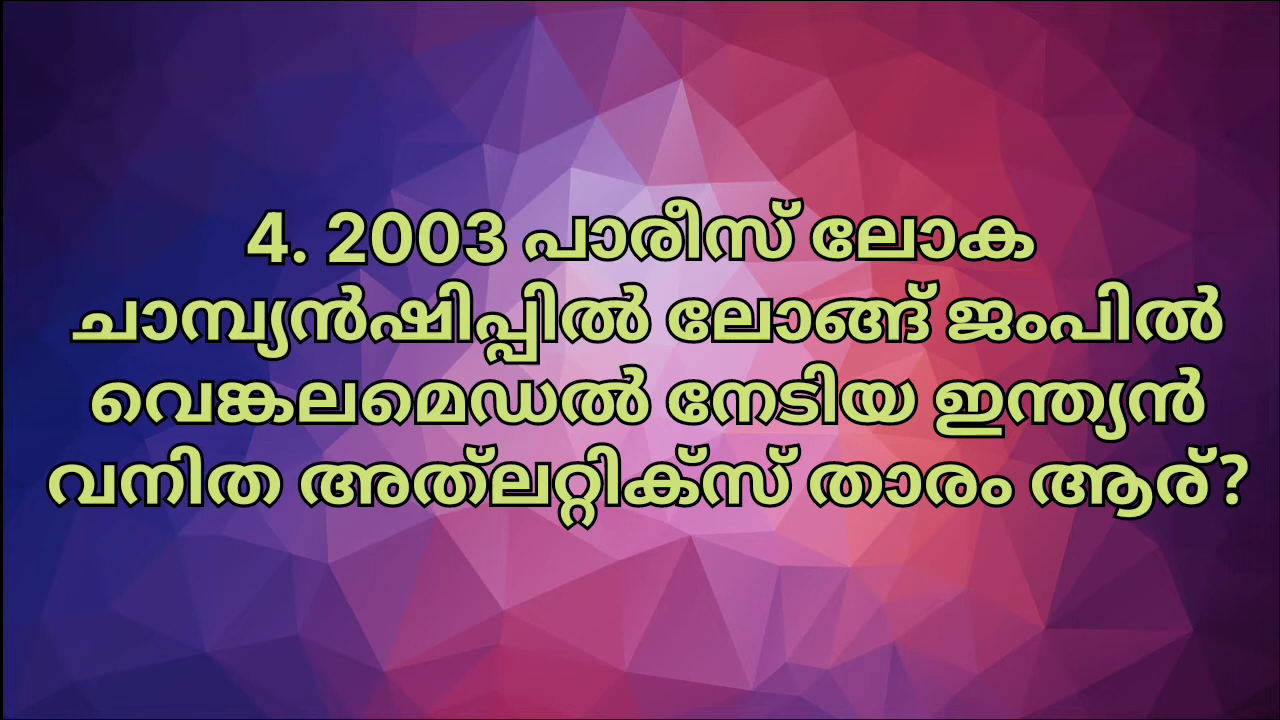 4. 2003 പാരീസ് ലോക
ചാമ്പ്യൻഷിപ്പിൽ ലോങ്ങ് ജംപിൽ
വെങ്കലമെഡൽ നേടിയ ഇന്ത്യൻ
വനിത അത്‌ലറ്റിക്സ് താരം ആര്?